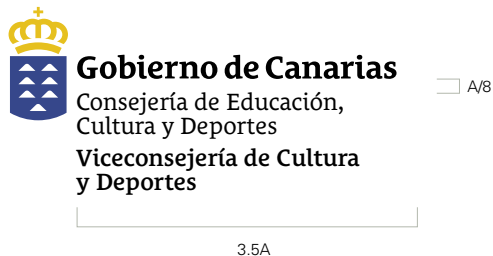 Gobierno de Canarias
Consejería de Educación,
Cultura y Deportes
Viceconsejería de Cultura
y Deportes
A/8
3.5A